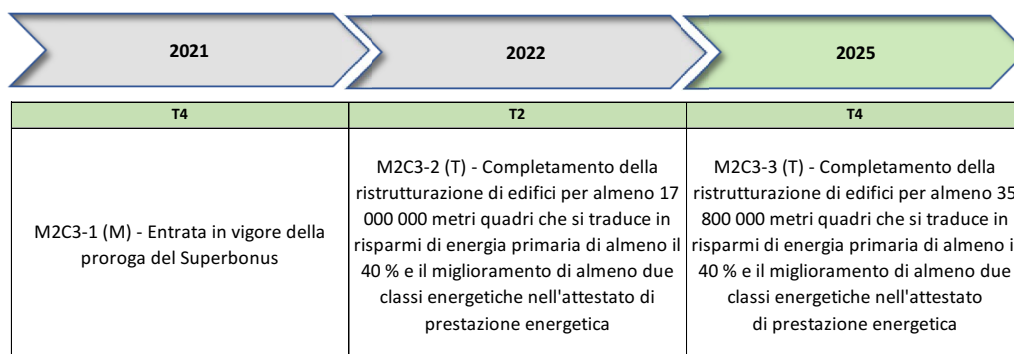 2021
2022
2025
T4
T2
T4
M2C3-1 (M) - Entrata in vigore della
proroga del Superbonus
M2C3-2 (T) - Completamento della
ristrutturazione di edifici per almeno 17
000 000 metri quadri che si traduce in
risparmi di energia primaria di almeno il
40 % e il miglioramento di almeno due
classi energetiche nell'attestato di
prestazione energetica
M2C3-3 (T) - Completamento della
ristrutturazione di edifici per almeno 35
800 000 metri quadri che si traduce in
risparmi di energia primaria di almeno i
40 % e il miglioramento di almeno due
classi energetiche nell'attestato
di prestazione energetica